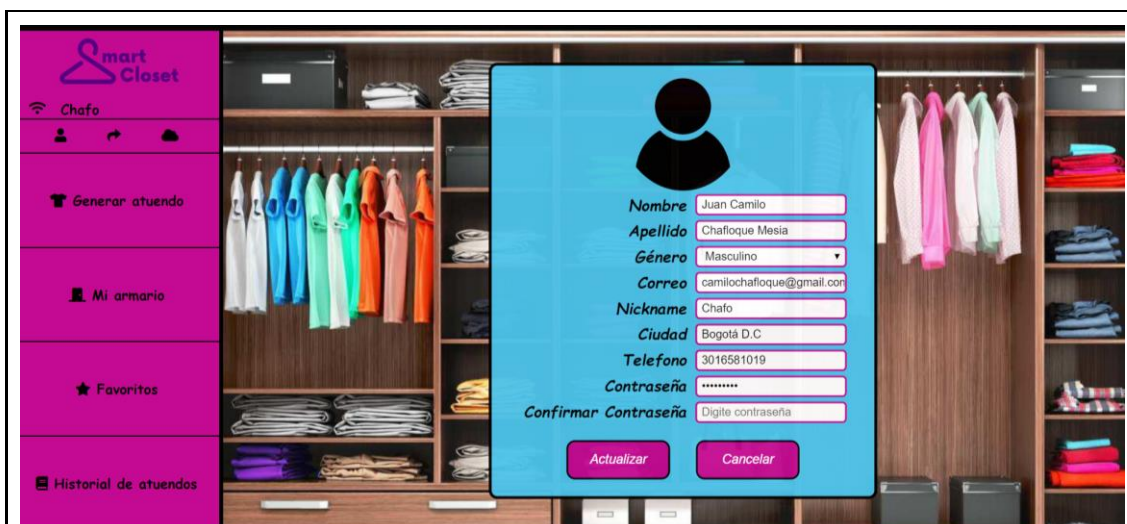 Smart
Closet
Chafo
Generar atuendo
Mi armario
Favoritos
Historial de atuendos
Nombre Juan Camilo
Apellido Chafloque Mesia
Género Masculino
Correo camilochafloque@gmail.con
Nickname Chafo
Ciudad Bogotá D.C
Telefono 3016581019
Contraseña •••••••••
Confirmar Contraseña Digite contraseña
Actualizar Cancelar